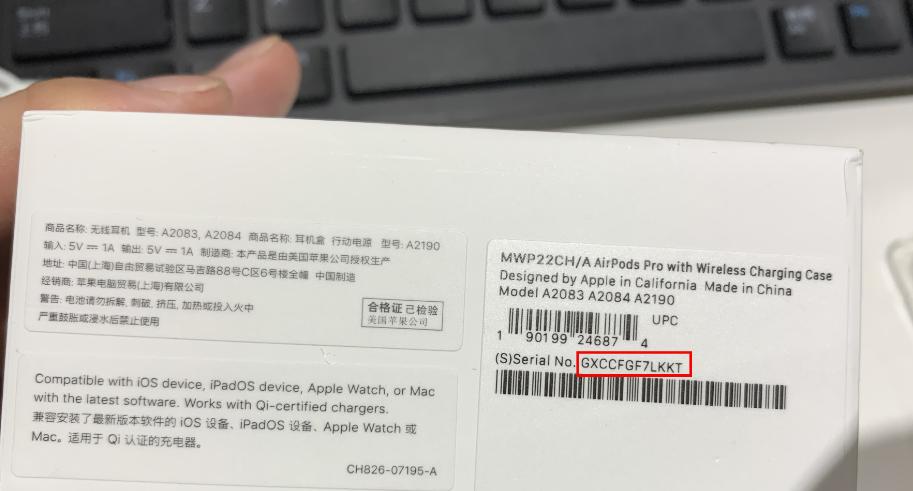 商品名称: 无线耳机 型号: A2083, A2084 商品名称: 耳机盒 行动电源 型号: A2190
输入: 5V ⎓ 1A 输出: 5V ⎓ 1A 制造商: 本产品是由美国苹果公司授权生产
地址: 中国(上海)自由贸易试验区马吉路88号C区6号楼全幢 中国制造
经销商: 苹果电脑贸易(上海)有限公司
警告: 电池请勿拆解, 刺破, 挤压, 加热或投入火中
严重鼓胀或浸水后禁止使用
合格证 已检验
美国苹果公司
Compatible with iOS device, iPadOS device, Apple Watch, or Mac
with the latest software. Works with Qi-certified chargers.
兼容安装了最新版本软件的 iOS 设备、iPadOS 设备、Apple Watch 或
Mac。适用于 Qi 认证的充电器。
CH826-07195-A
MWP22CH/A AirPods Pro with Wireless Charging Case
Designed by Apple in California Made in China
Model A2083 A2084 A2190
UPC
1 90199 24687 4
(S)Serial No. GXCCFGF7LKKT